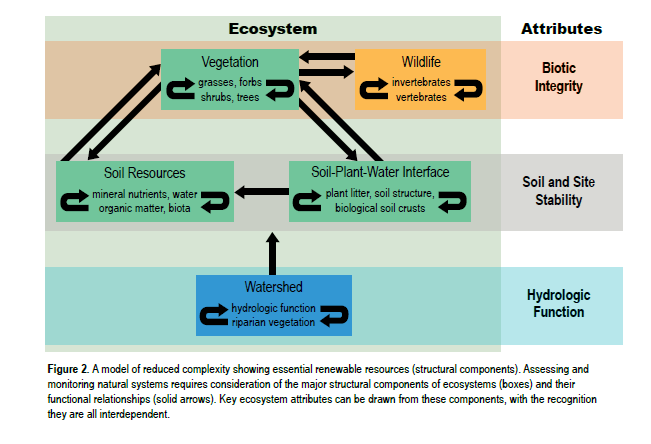 Ecosystem
Attributes
Vegetation
grasses, forbs
shrubs, trees
Wildlife
invertebrates
vertebrates
Biotic
Integrity
Soil Resources
mineral nutrients, water
organic matter, biota
Soil-Plant-Water Interface
plant litter, soil structure,
biological soil crusts
Soil and Site
Stability
Watershed
hydrologic function
riparian vegetation
Hydrologic
Function
Figure 2. A model of reduced complexity showing essential renewable resources (structural components). Assessing and
monitoring natural systems requires consideration of the major structural components of ecosystems (boxes) and their
functional relationships (solid arrows). Key ecosystem attributes can be drawn from these components, with the recognition
they are all interdependent.